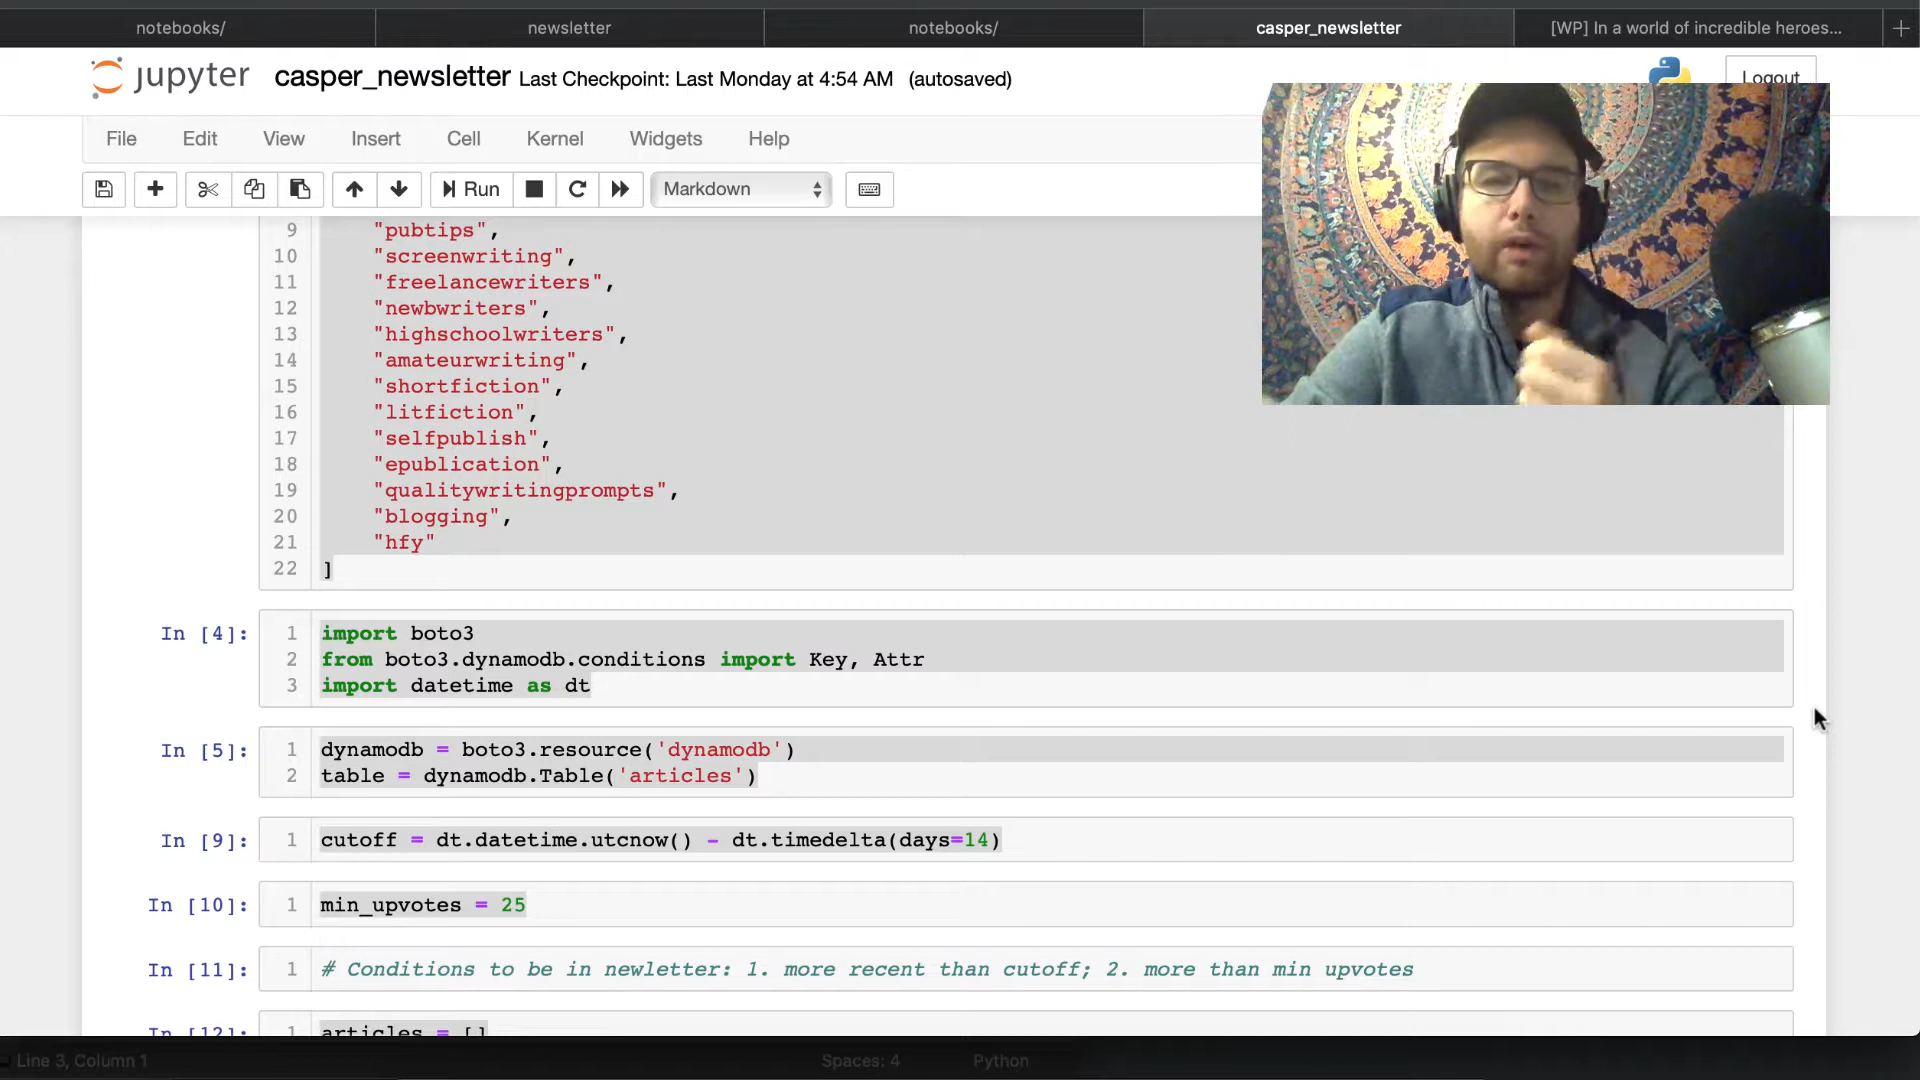 notebooks/ newsletter notebooks/ casper_newsletter [WP] In a world of incredible heroes... +
jupyter casper_newsletter Last Checkpoint: Last Monday at 4:54 AM (autosaved) Logout
File Edit View Insert Cell Kernel Widgets Help
Run Markdown
9 "pubtips",
10 "screenwriting",
11 "freelancewriters",
12 "newbwriters",
13 "highschoolwriters",
14 "amateurwriting",
15 "shortfiction",
16 "litfiction",
17 "selfpublish",
18 "epublication",
19 "qualitywritingprompts",
20 "blogging",
21 "hfy"
22 ]
In [4]: 1 import boto3
2 from boto3.dynamodb.conditions import Key, Attr
3 import datetime as dt
In [5]: 1 dynamodb = boto3.resource('dynamodb')
2 table = dynamodb.Table('articles')
In [9]: 1 cutoff = dt.datetime.utcnow() - dt.timedelta(days=14)
In [10]: 1 min_upvotes = 25
In [11]: 1 # Conditions to be in newletter: 1. more recent than cutoff; 2. more than min upvotes
In [12]: 1 articles = []
Line 3, Column 1 Spaces: 4 Python